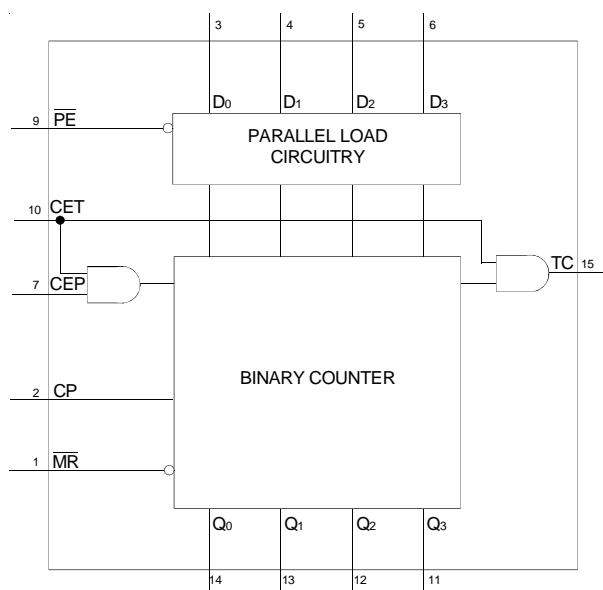 3 4 5 6
D0 D1 D2 D3
9 PE
PARALLEL LOAD
CIRCUITRY
10 CET
TC 15
7 CEP
BINARY COUNTER
2 CP
1 MR
Q0 Q1 Q2 Q3
14 13 12 11